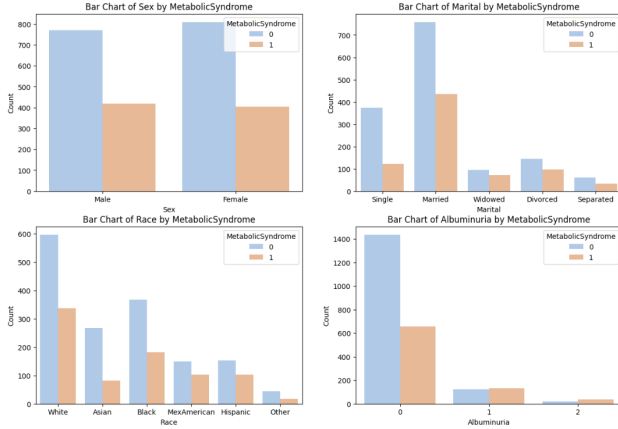 Bar Chart of Sex by MetabolicSyndrome
MetabolicSyndrome
0
1
800
700
600
500
400
300
200
100
0
Count
Male Female
Sex
Bar Chart of Marital by MetabolicSyndrome
MetabolicSyndrome
0
1
700
600
500
400
300
200
100
0
Count
Single Married Widowed Divorced Separated
Marital
Bar Chart of Race by MetabolicSyndrome
MetabolicSyndrome
0
1
600
500
400
300
200
100
0
Count
White Asian Black MexAmerican Hispanic Other
Race
Bar Chart of Albuminuria by MetabolicSyndrome
MetabolicSyndrome
0
1
1400
1200
1000
800
600
400
200
0
Count
0 1 2
Albuminuria